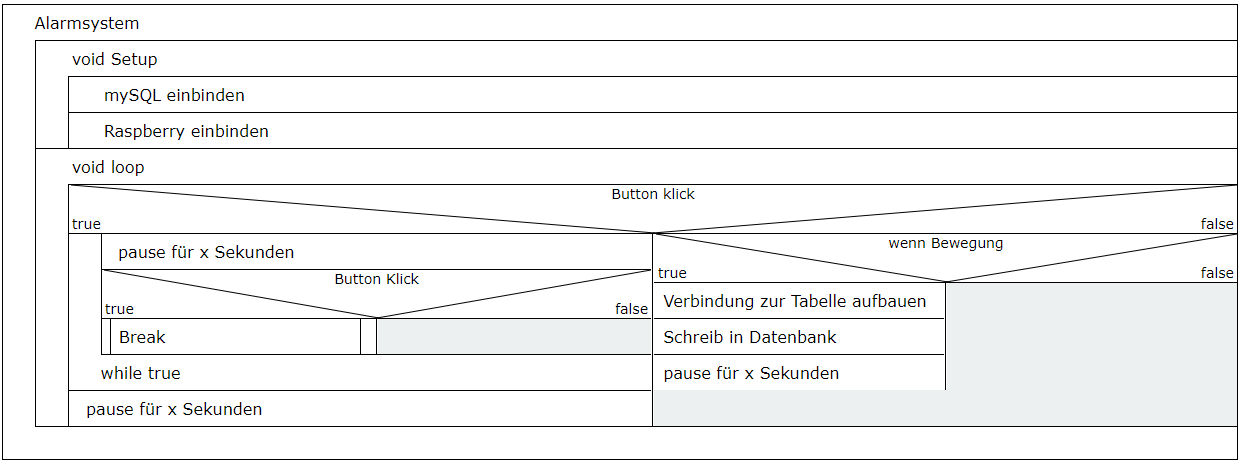 Alarmsystem
void Setup
mySQL einbinden
Raspberry einbinden
void loop
Button klick
true
false
pause für x Sekunden
Button Klick
true
false
Break
while true
pause für x Sekunden
wenn Bewegung
true
false
Verbindung zur Tabelle aufbauen
Schreib in Datenbank
pause für x Sekunden